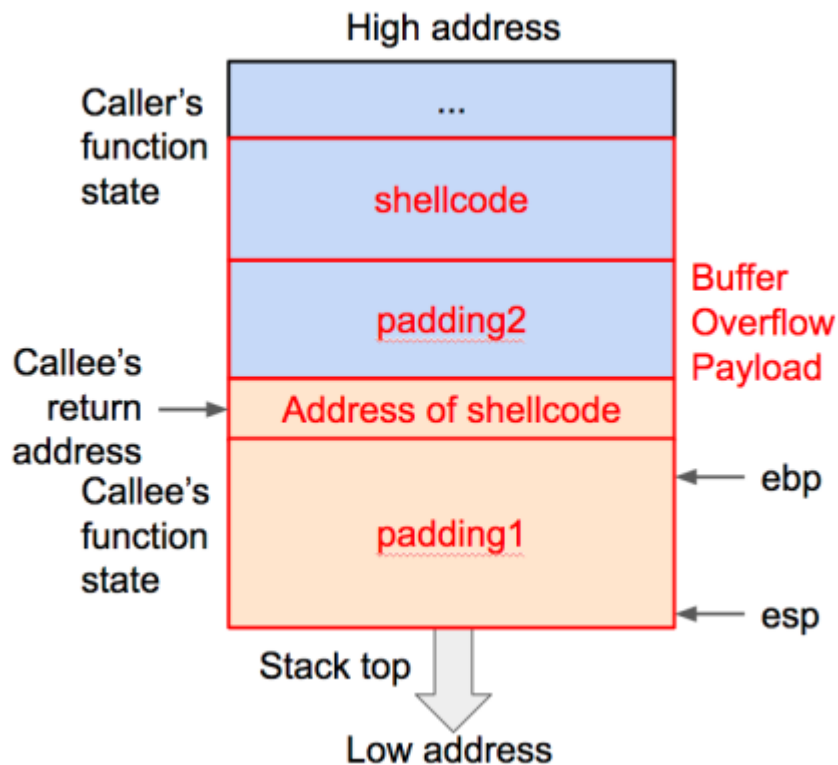 High address
Caller's
function
state
...
shellcode
padding2
Buffer
Overflow
Payload
Callee's
return
address
Address of shellcode
Callee's
function
state
padding1
ebp
esp
Stack top
Low address